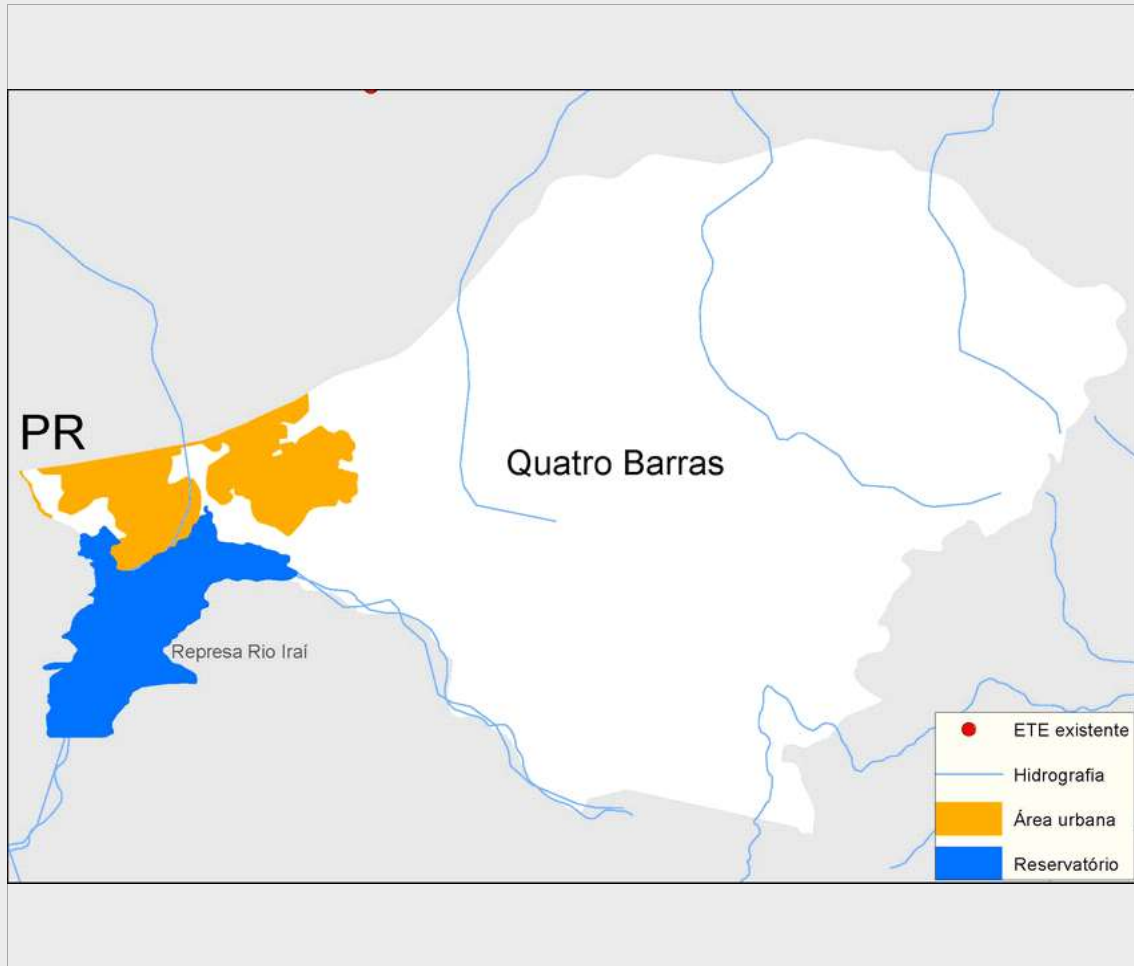 PR
Quatro Barras
Represa Rio Iraí
ETE existente
Hidrografia
Área urbana
Reservatório